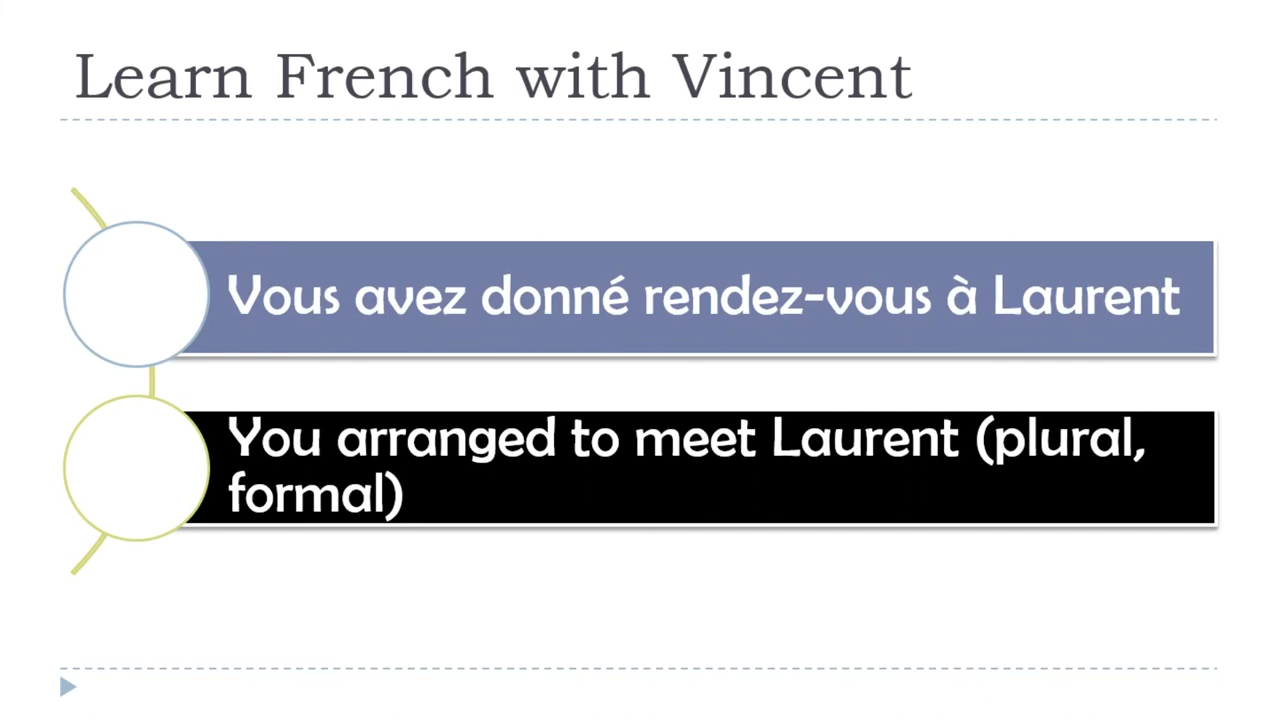 Learn French with Vincent
Vous avez donné rendez-vous à Laurent
You arranged to meet Laurent (plural,
formal)